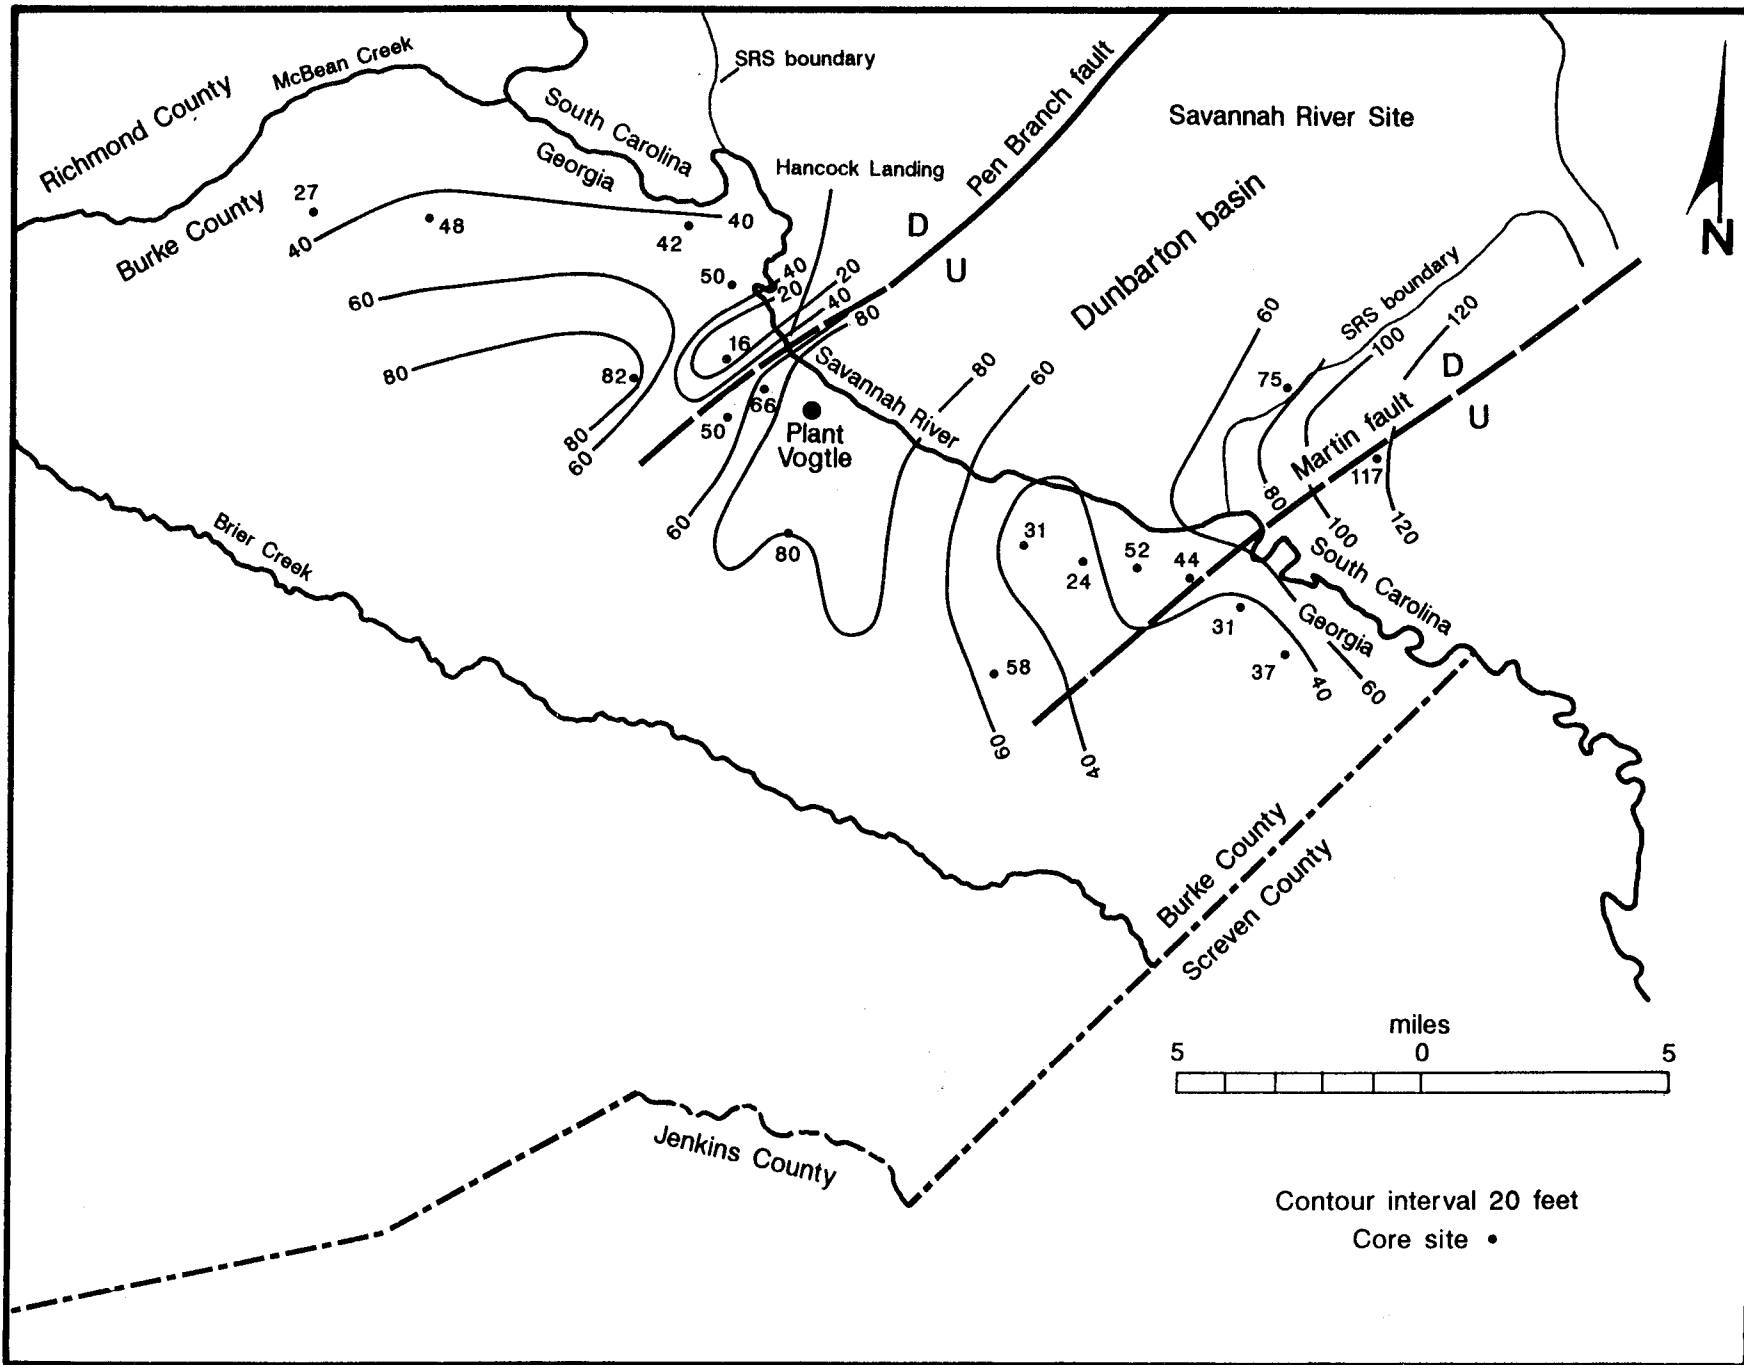 McBean Creek
Richmond County
SRS boundary
South Carolina
Georgia
Pen Branch fault
Savannah River Site
Hancock Landing
27
Burke County
40
48
42
40
D
U
Dunbarton basin
N
50
40
20
20
40
80
60
16
SRS boundary
60
120
100
80
82
66
50
Plant
Vogtle
Savannah River
80
60
75
D
U
Martin fault
80
60
117
80
100
120
60
80
Brier Creek
31
24
52
44
South Carolina
Georgia
31
37
40
60
58
60
40
Burke County
Screven County
miles
5 0 5
Jenkins County
Contour interval 20 feet
Core site